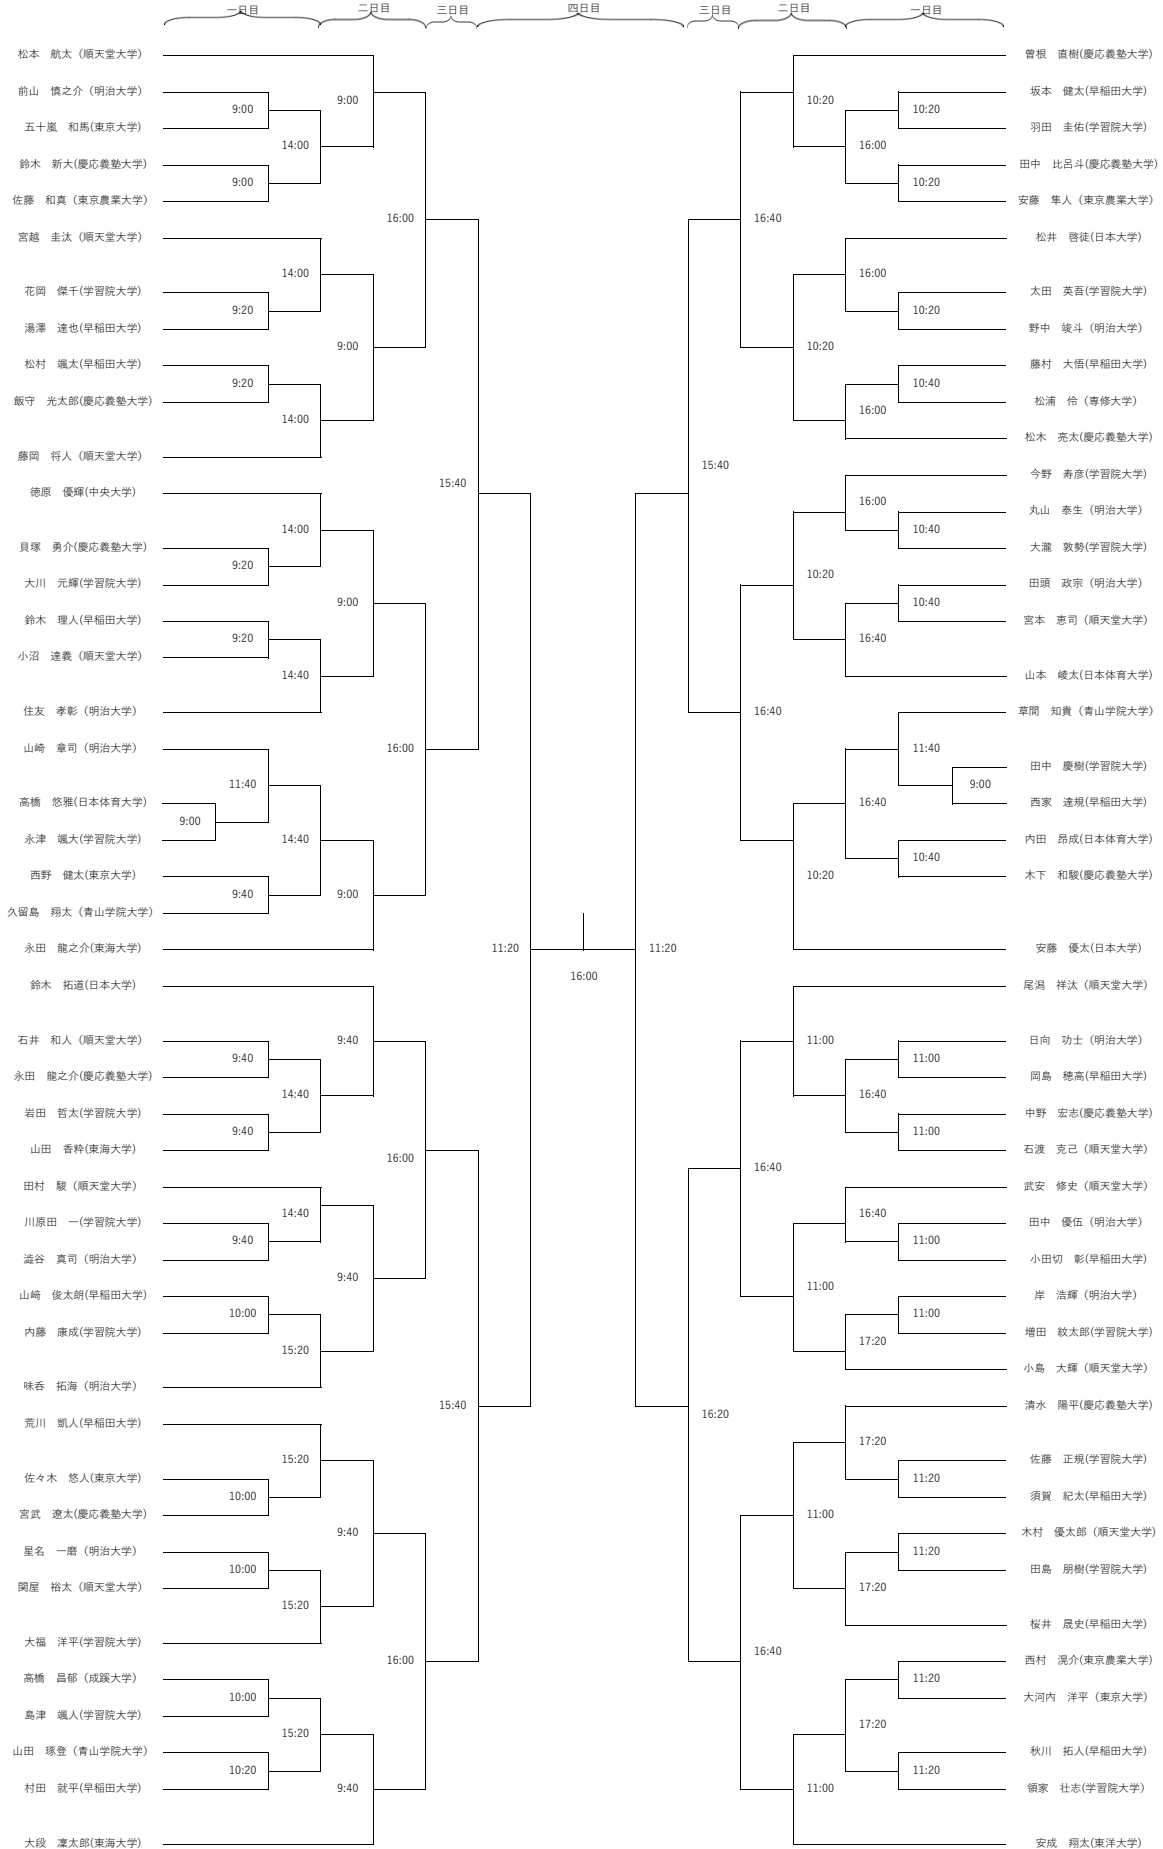 一日目 二日目 三日目 四日目 三日目 二日目 一日目
松本　航太（順天堂大学）
前山　慎之介（明治大学）
五十嵐　和馬(東京大学)
鈴木　新大(慶応義塾大学)
佐藤　和真（東京農業大学）
宮越　圭汰（順天堂大学）
花岡　傑千(学習院大学)
湯澤　達也(早稲田大学)
松村　颯太(早稲田大学)
飯守　光太郎(慶応義塾大学)
藤岡　将人（順天堂大学）
徳原　優輝(中央大学)
貝塚　勇介(慶応義塾大学)
大川　元輝(学習院大学)
鈴木　理人(早稲田大学)
小沼　達義（順天堂大学）
住友　孝彰（明治大学）
山崎　章司（明治大学）
高橋　悠雅(日本体育大学)
永津　颯大(学習院大学)
西野　健太(東京大学)
久留島　翔太（青山学院大学）
永田　龍之介(東海大学)
鈴木　拓道(日本大学)
石井　和人（順天堂大学）
永田　龍之介(慶応義塾大学)
岩田　哲太(学習院大学)
山田　香粋(東海大学)
田村　駿（順天堂大学）
川原田　一(学習院大学)
澁谷　真司（明治大学）
山﨑　俊太朗(早稲田大学)
内藤　康成(学習院大学)
味呑　拓海（明治大学）
荒川　凱人(早稲田大学)
佐々木　悠人(東京大学)
宮武　遼太(慶応義塾大学)
星名　一磨（明治大学）
関屋　裕太（順天堂大学）
大福　洋平(学習院大学)
高橋　昌郁（成蹊大学）
島津　颯人(学習院大学)
山田　琢登（青山学院大学）
村田　就平(早稲田大学)
大段　凜太郎(東海大学)
9:00
9:00
14:00
9:00
16:00
14:00
9:20
9:00
9:20
14:00
15:40
14:00
9:20
9:00
9:20
14:40
16:00
11:40
9:00
14:40
9:40
9:00
11:20
16:00
11:20
9:40
9:40
14:40
9:40
16:00
14:40
9:40
9:40
10:00
15:20
15:40
15:20
10:00
9:40
10:00
15:20
16:00
10:00
15:20
10:20
9:40
10:20
10:20
16:00
10:20
16:40
16:00
10:20
10:20
10:40
16:00
15:40
16:00
10:40
10:20
10:40
16:40
16:40
11:40
9:00
16:40
10:40
10:20
11:00
11:00
16:40
11:00
16:40
16:40
11:00
11:00
11:00
17:20
16:20
17:20
11:20
11:00
11:20
17:20
16:40
11:20
17:20
11:20
11:00
曽根　直樹(慶応義塾大学)
坂本　健太(早稲田大学)
羽田　圭佑(学習院大学)
田中　比呂斗(慶応義塾大学)
安藤　隼人（東京農業大学）
松井　啓徒(日本大学)
太田　英吾(学習院大学)
野中　竣斗（明治大学）
藤村　大悟(早稲田大学)
松浦　伶（専修大学）
松木　亮太(慶応義塾大学)
今野　寿彦(学習院大学)
丸山　泰生（明治大学）
大瀧　敦勢(学習院大学)
田頭　政宗（明治大学）
宮本　恵司（順天堂大学）
山本　崚太(日本体育大学)
草間　知貴（青山学院大学）
田中　慶樹(学習院大学)
西家　達規(早稲田大学)
内田　昂成(日本体育大学)
木下　和駿(慶応義塾大学)
安藤　優太(日本大学)
尾潟　祥汰（順天堂大学）
日向　功士（明治大学）
岡島　穂高(早稲田大学)
中野　宏志(慶応義塾大学)
石渡　克己（順天堂大学）
武安　修史（順天堂大学）
田中　優伍（明治大学）
小田切　彰(早稲田大学)
岸　浩輝（明治大学）
増田　紋太郎(学習院大学)
小島　大輝（順天堂大学）
清水　陽平(慶応義塾大学)
佐藤　正規(学習院大学)
須賀　紀太(早稲田大学)
木村　優太郎（順天堂大学）
田島　朋樹(学習院大学)
桜井　晟史(早稲田大学)
西村　滉介(東京農業大学)
大河内　洋平（東京大学）
秋川　拓人(早稲田大学)
領家　壮志(学習院大学)
安成　翔太(東洋大学)